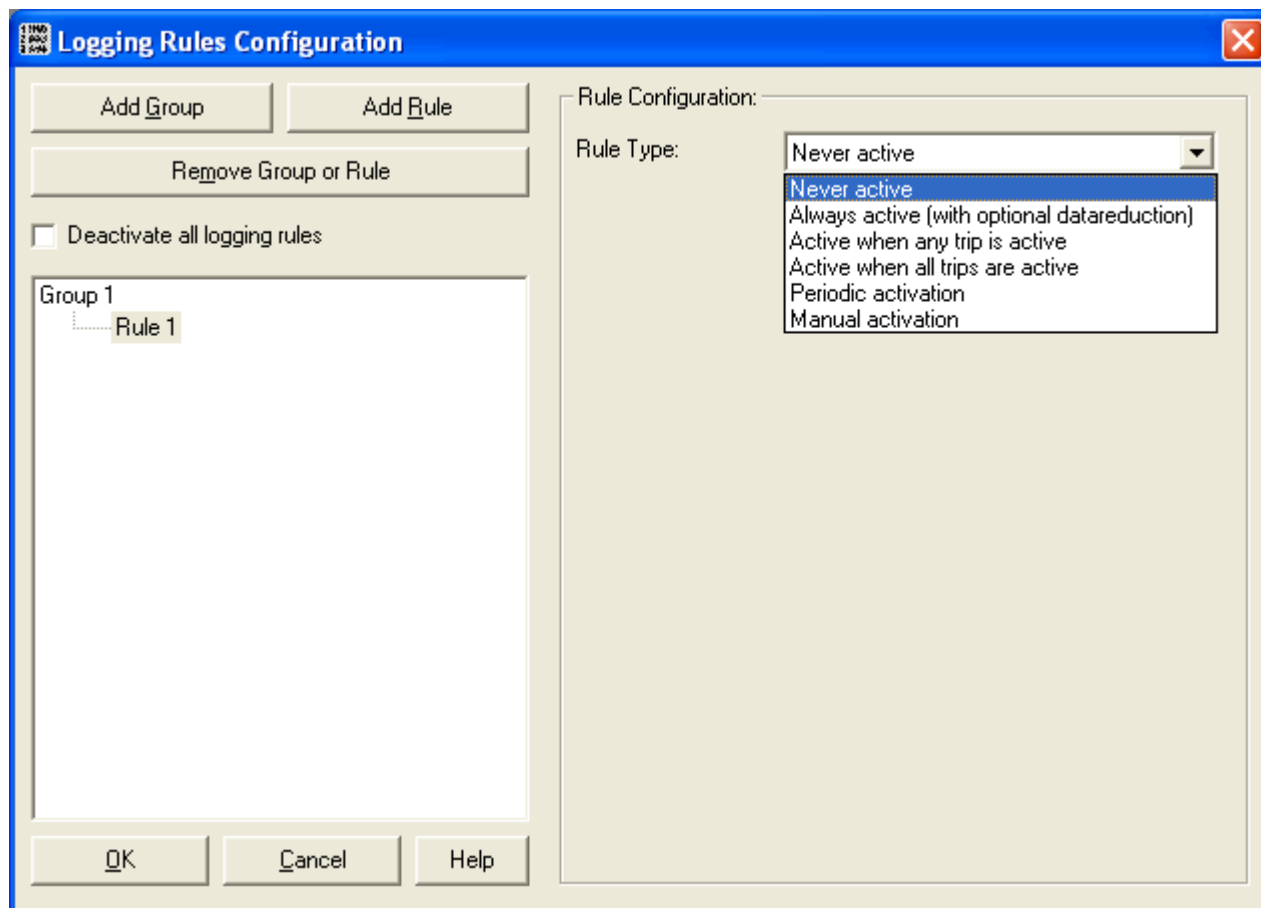 Logging Rules Configuration
Add Group
Add Rule
Remove Group or Rule
Deactivate all logging rules
Group 1
Rule 1
OK
Cancel
Help
Rule Configuration:
Rule Type:
Never active
Never active
Always active (with optional datareduction)
Active when any trip is active
Active when all trips are active
Periodic activation
Manual activation